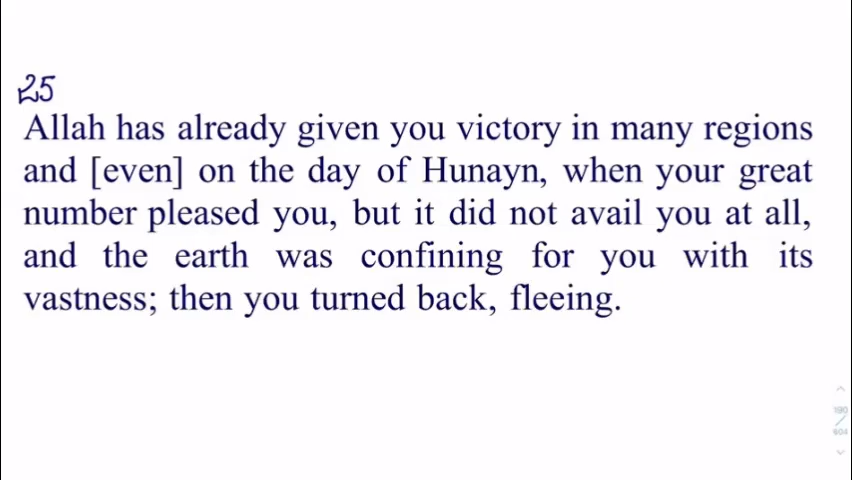 25
Allah has already given you victory in many regions
and [even] on the day of Hunayn, when your great
number pleased you, but it did not avail you at all,
and the earth was confining for you with its
vastness; then you turned back, fleeing.
190
604